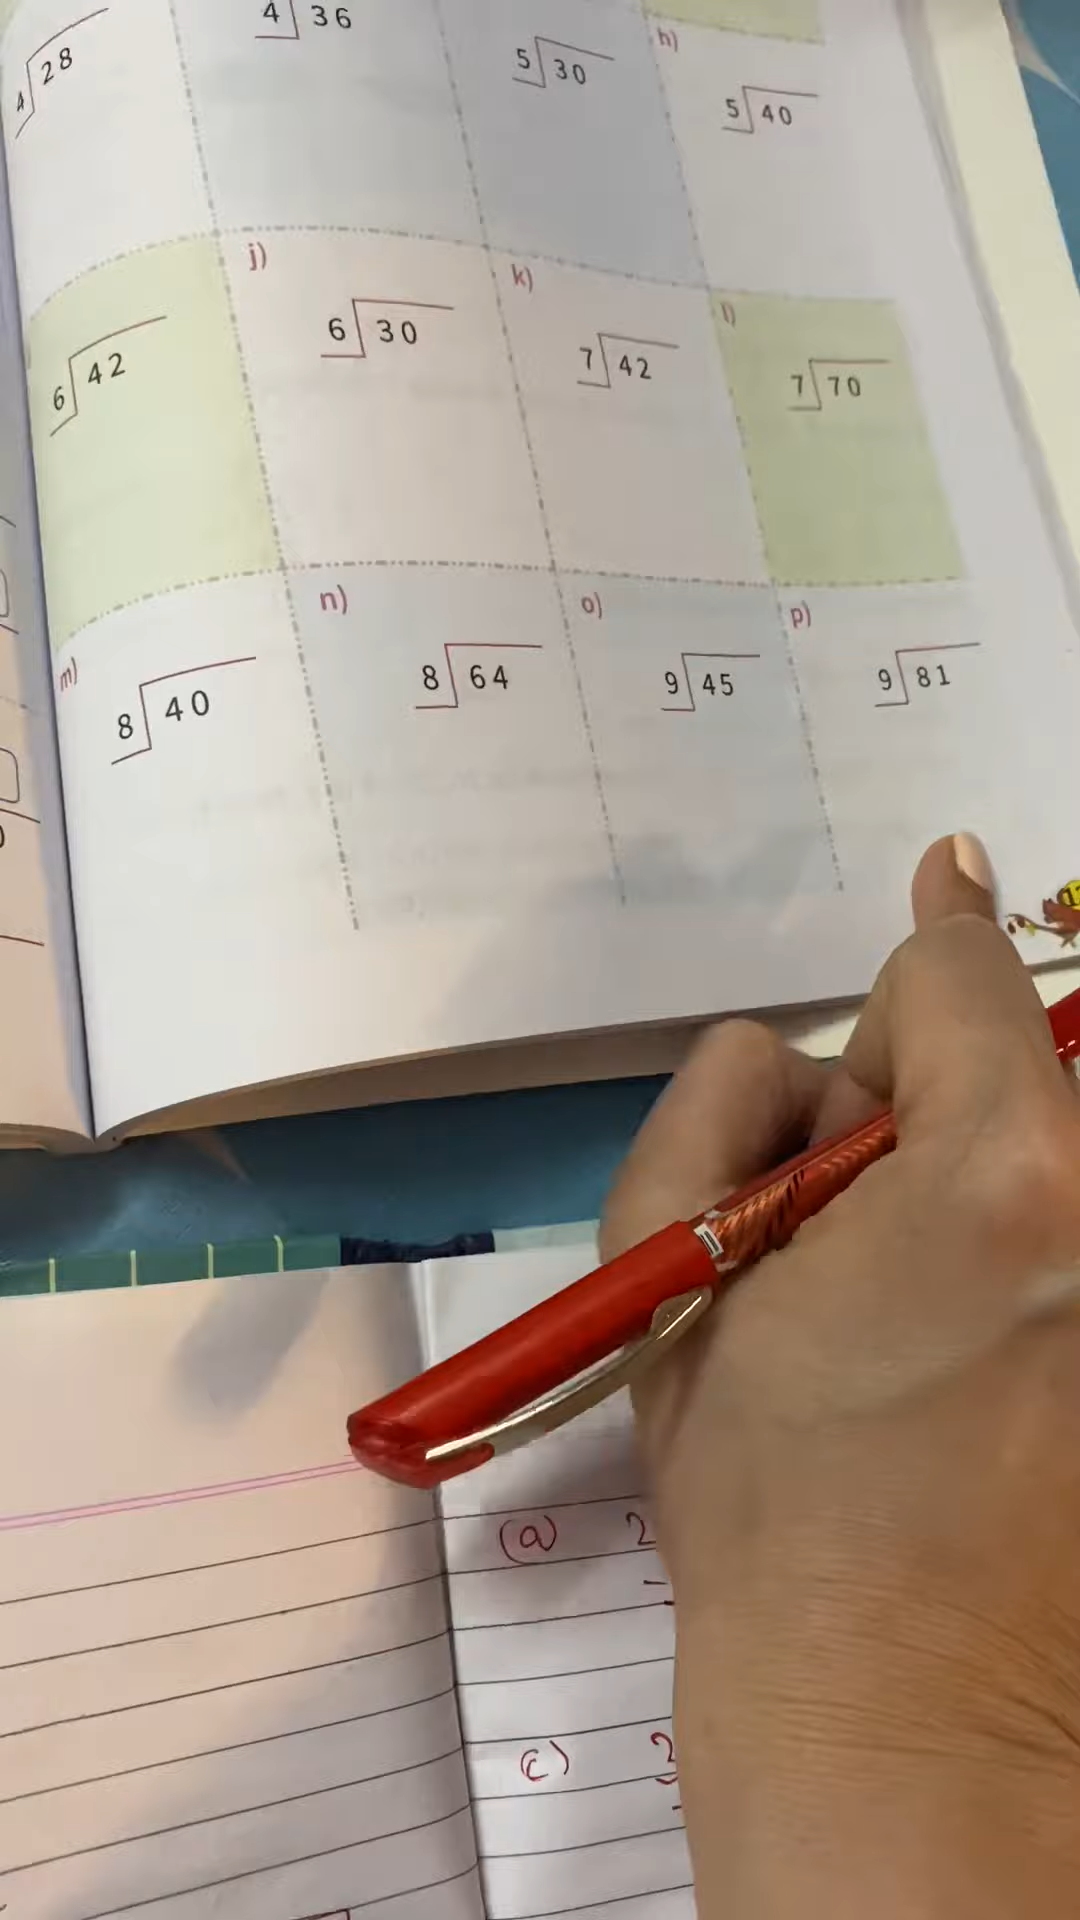 4 28
4 36
5 30
h)
5 40
6 42
j)
6 30
k)
7 42
l)
7 70
m)
8 40
n)
8 64
o)
9 45
p)
9 81
(a) 2
(c)